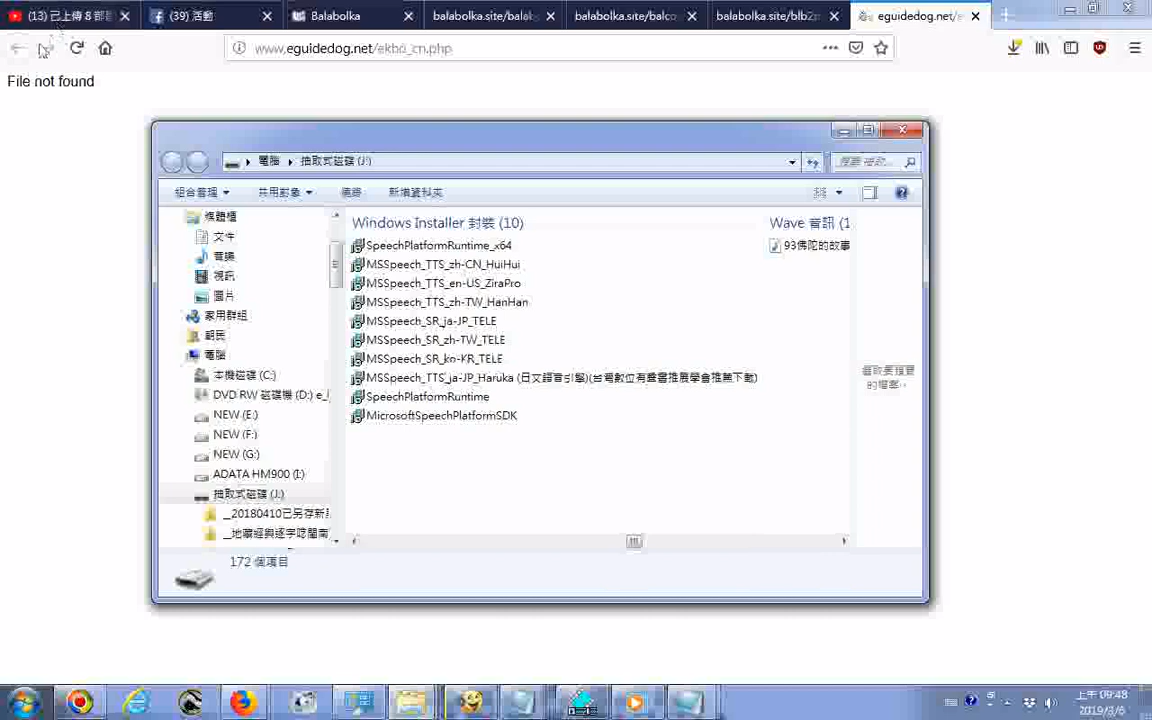 (13) 己上傳 8 部
(39) 活動
Balabolka
balabolka.site/balab
balabolka.site/balco
balabolka.site/blb2
eguidedog.net/e
www.eguidedog.net/ekho_cn.php
File not found
電腦 ▸ 抽取式磁碟 (J:)
組合管理
共用對象
燒錄
新增資料夾
媒體櫃
文件
音樂
視訊
圖片
家用群組
電腦
本機磁碟 (C:)
DVD RW 磁碟機 (D:) e_
NEW (E:)
NEW (F:)
NEW (G:)
ADATA HM900 (I:)
抽取式磁碟 (J:)
_20180410已另存新
_地藏經與逐字唸閩南
Windows Installer 封裝 (10)
SpeechPlatformRuntime_x64
MSSpeech_TTS_zh-CN_HuiHui
MSSpeech_TTS_en-US_ZiraPro
MSSpeech_TTS_zh-TW_HanHan
MSSpeech_SR_ja-JP_TELE
MSSpeech_SR_zh-TW_TELE
MSSpeech_SR_ko-KR_TELE
MSSpeech_TTS_ja-JP_Haruka (日文語音引擎)(台灣數位有聲書推展學會推薦下載)
SpeechPlatformRuntime
MicrosoftSpeechPlatformSDK
Wave 音訊 (1
93佛陀的故事
選取要預覽
的檔案。
172 個項目
上午 09:48
2019/3/6